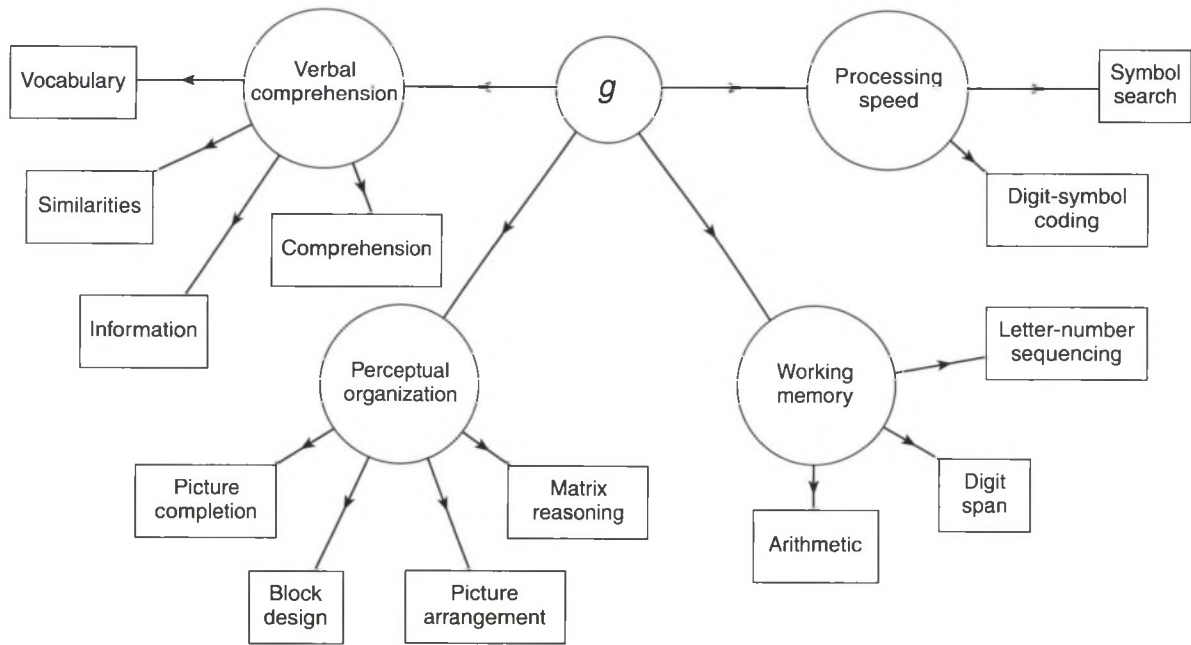 Vocabulary
Verbal
comprehension
g
Processing
speed
Symbol
search
Similarities
Comprehension
Digit-symbol
coding
Information
Perceptual
organization
Working
memory
Letter-number
sequencing
Picture
completion
Matrix
reasoning
Digit
span
Arithmetic
Block
design
Picture
arrangement